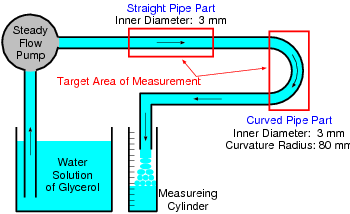 Straight Pipe Part
Inner Diameter: 3 mm
Steady
Flow
Pump
Target Area of Measurement
Curved Pipe Part
Inner Diameter: 3 mm
Curvature Radius: 80 mm
Water
Solution
of Glycerol
Measureing
Cylinder